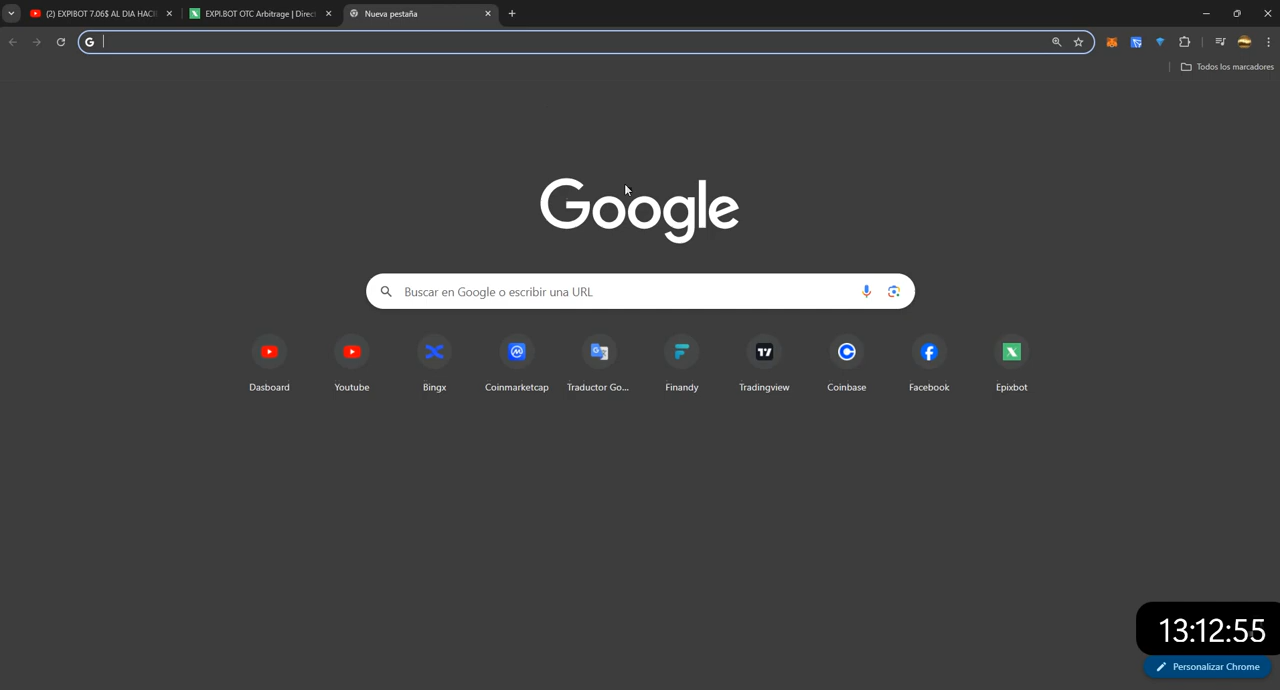 (2) EXPIBOT 7.06$ AL DIA HACI
EXPI.BOT OTC Arbitrage | Direc
Nueva pestaña
Todos los marcadores
Google
Buscar en Google o escribir una URL
Dasboard
Youtube
Bingx
Coinmarketcap
Traductor Go...
Finandy
Tradingview
Coinbase
Facebook
Epixbot
13:12:55
Personalizar Chrome